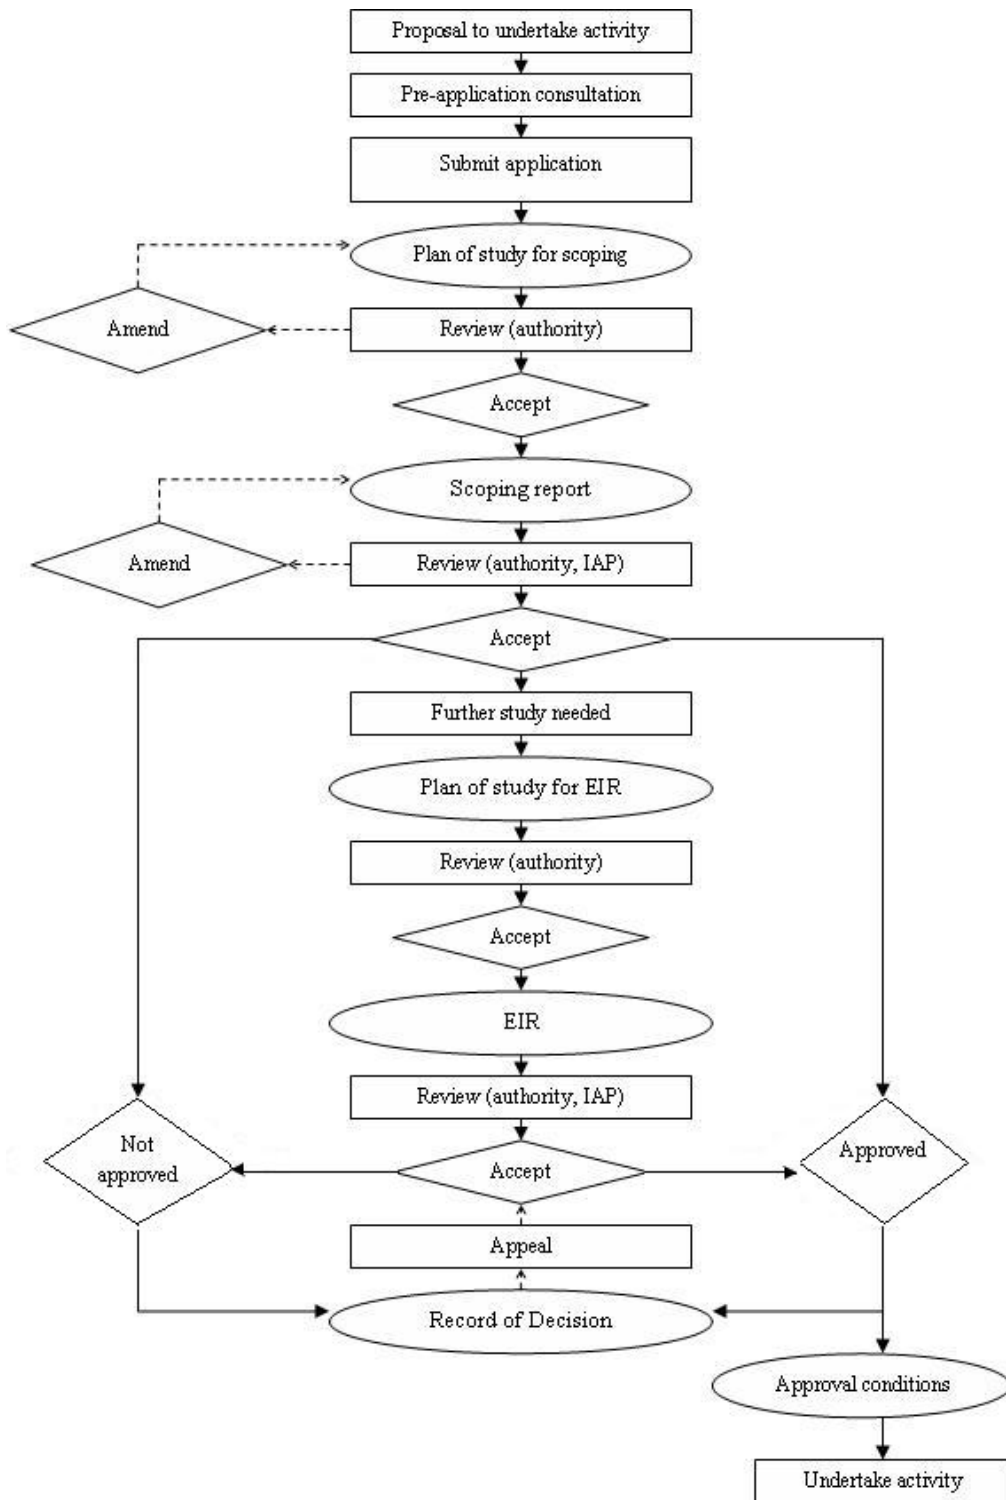 Proposal to undertake activity
Pre-application consultation
Submit application
Plan of study for scoping
Amend
Review (authority)
Accept
Scoping report
Amend
Review (authority, IAP)
Accept
Further study needed
Plan of study for EIR
Review (authority)
Accept
EIR
Review (authority, IAP)
Not
approved
Accept
Approved
Appeal
Record of Decision
Approval conditions
Undertake activity